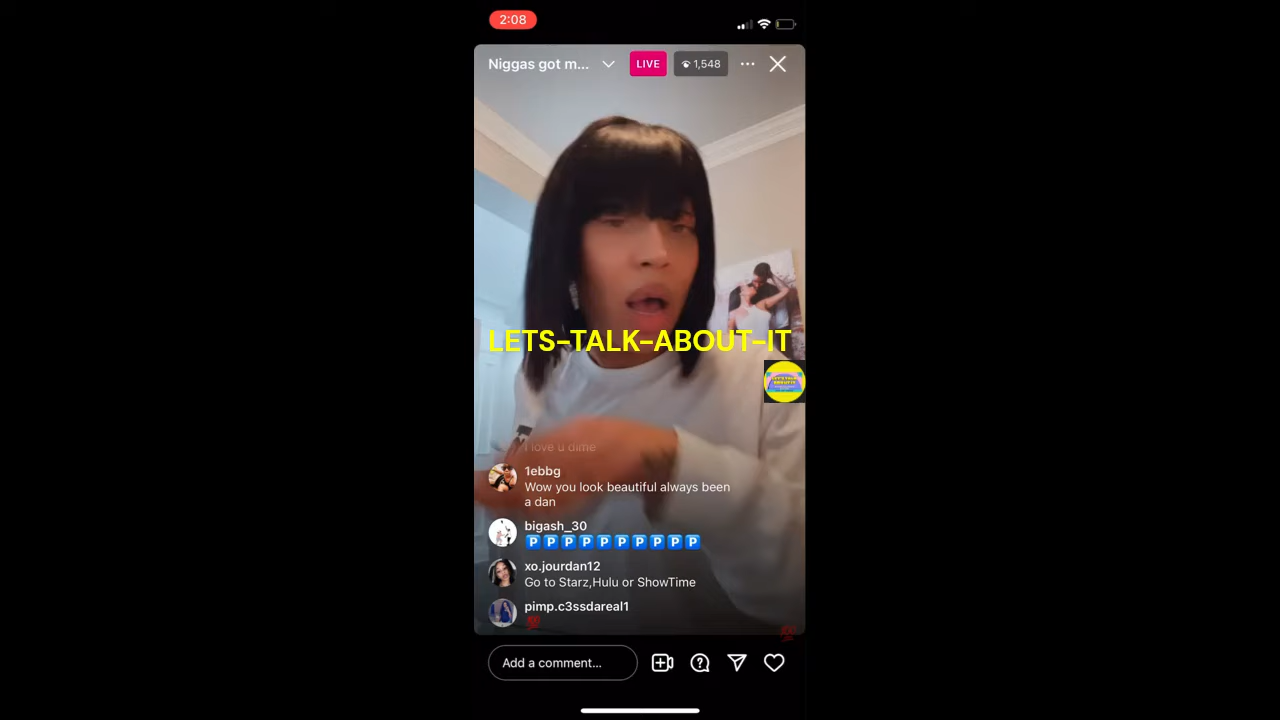 2:08
Niggas got m...
LIVE
1,548
LETS-TALK-ABOUT-IT
I love u dime
1ebbg
Wow you look beautiful always been
a dan
bigash_30
🅿️🅿️🅿️🅿️🅿️🅿️🅿️🅿️🅿️🅿️
xo.jourdan12
Go to Starz,Hulu or ShowTime
pimp.c3ssdareal1
💯
Add a comment...